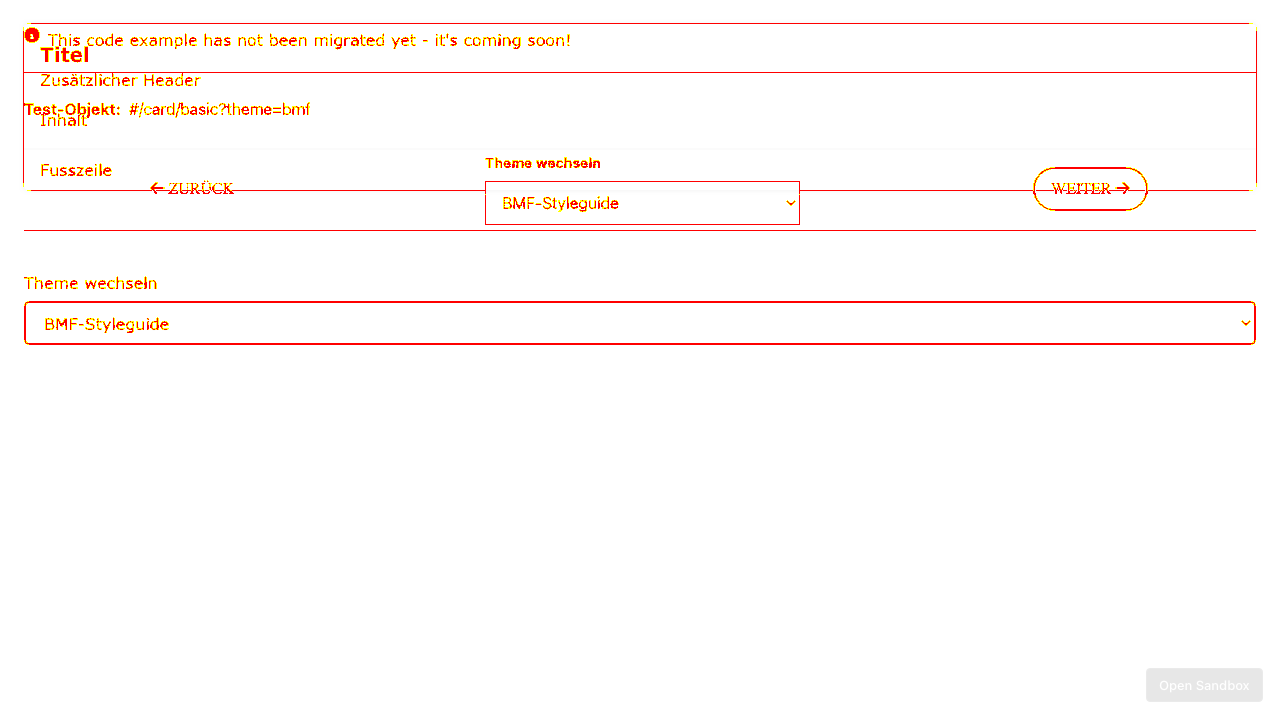 This code example has not been migrated yet - it's coming soon!
Titel
Zusätzlicher Header
Test-Objekt: #/card/basic?theme=bmf
Inhalt
Theme wechseln
Fusszeile
← ZURÜCK
WEITER →
BMF-Styleguide
Theme wechseln
BMF-Styleguide
Open Sandbox